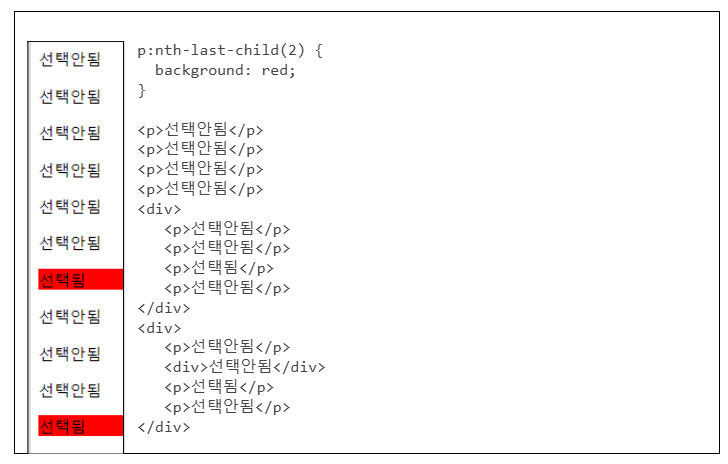 선택안됨
선택안됨
선택안됨
선택안됨
선택안됨
선택안됨
선택됨
선택안됨
선택안됨
선택안됨
선택됨
p:nth-last-child(2) {
  background: red;
}
<p>선택안됨</p>
<p>선택안됨</p>
<p>선택안됨</p>
<p>선택안됨</p>
<div>
   <p>선택안됨</p>
   <p>선택안됨</p>
   <p>선택됨</p>
   <p>선택안됨</p>
</div>
<div>
   <p>선택안됨</p>
   <div>선택안됨</div>
   <p>선택됨</p>
   <p>선택안됨</p>
</div>